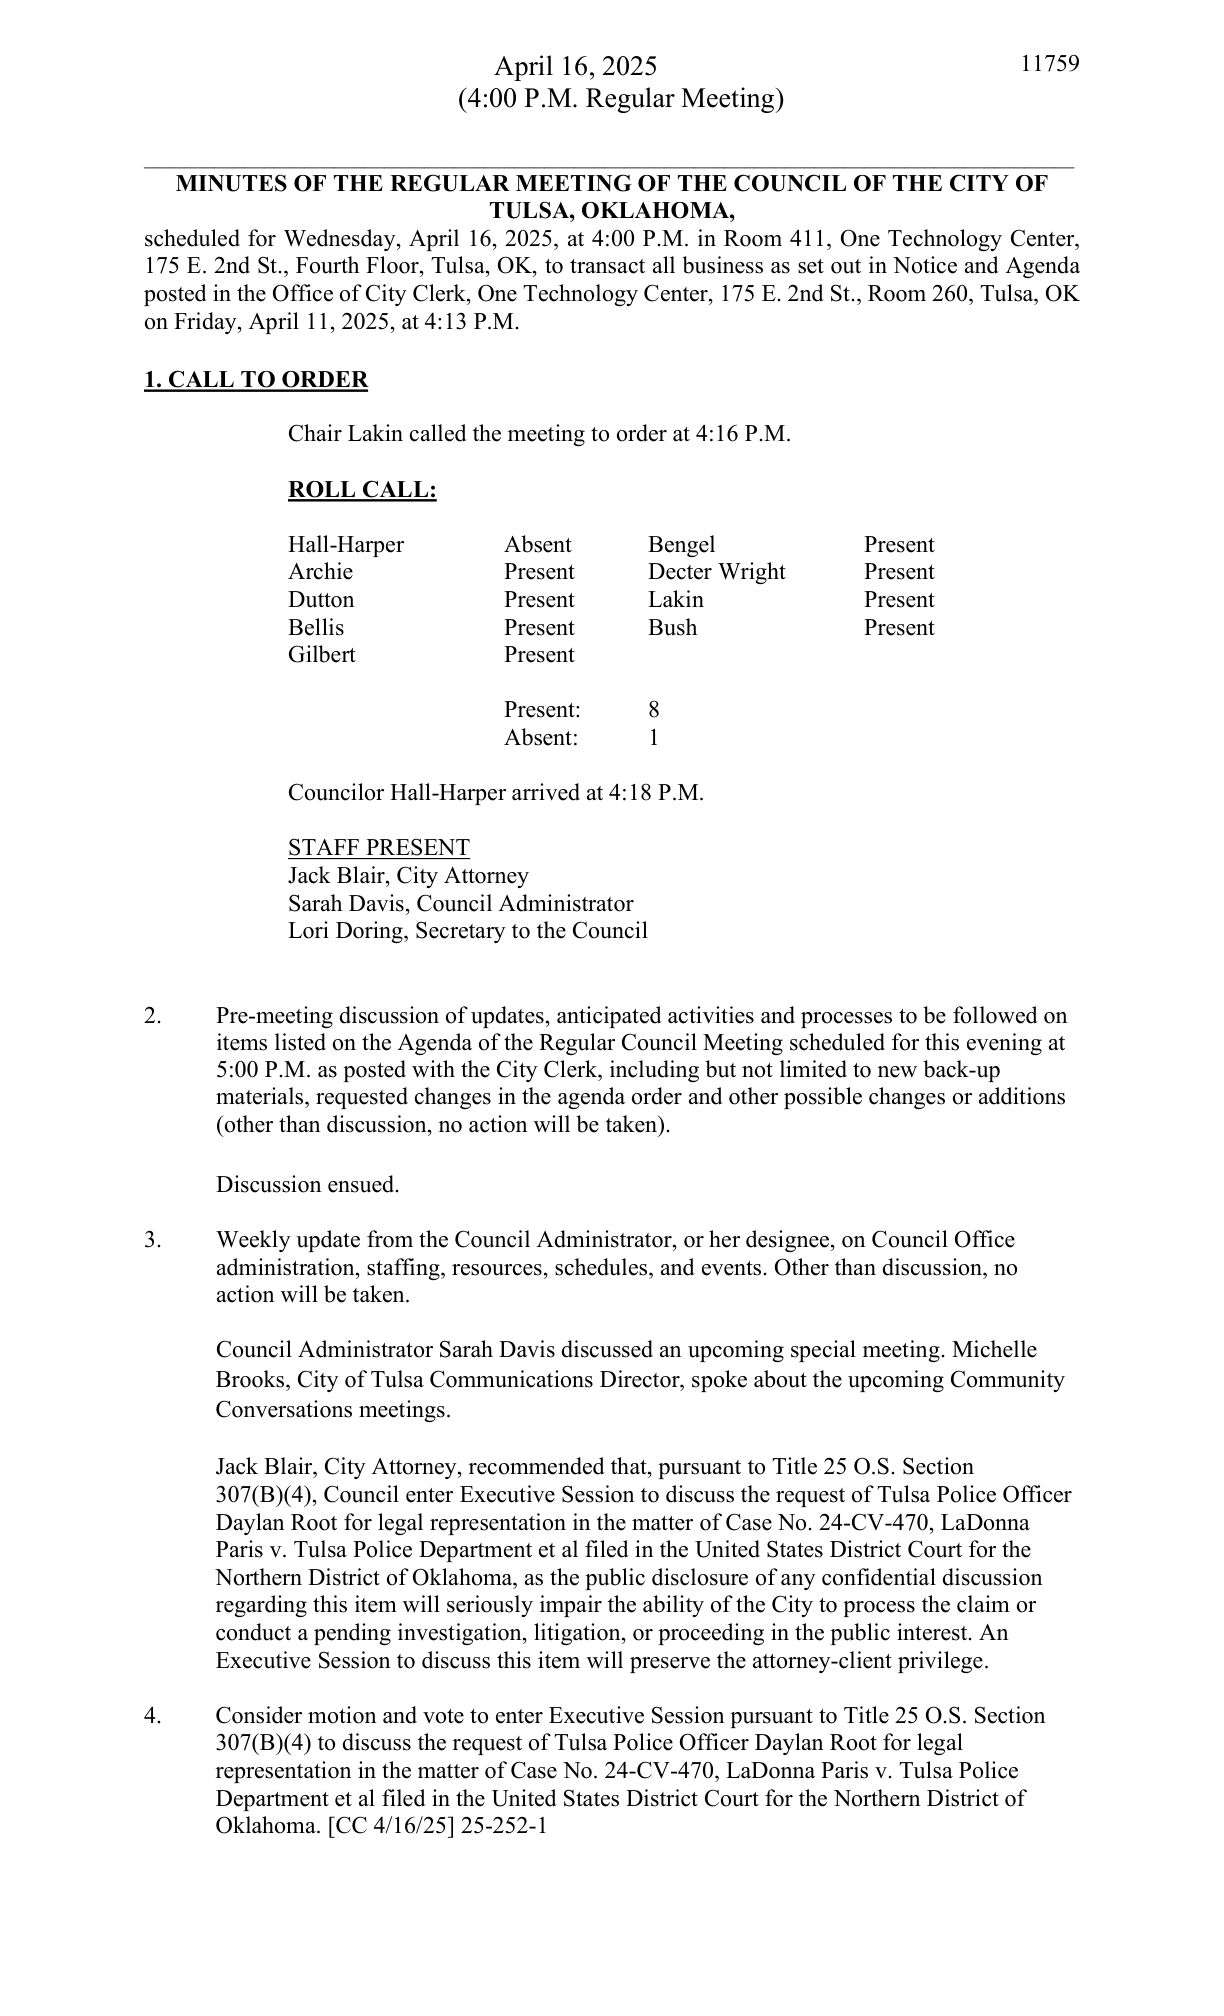 April 16, 2025 11759
(4:00 P.M. Regular Meeting)
MINUTES OF THE REGULAR MEETING OF THE COUNCIL OF THE CITY OF
TULSA, OKLAHOMA,
scheduled for Wednesday, April 16, 2025, at 4:00 P.M. in Room 411, One Technology Center,
175 E. 2nd St., Fourth Floor, Tulsa, OK, to transact all business as set out in Notice and Agenda
posted in the Office of City Clerk, One Technology Center, 175 E. 2nd St., Room 260, Tulsa, OK
on Friday, April 11, 2025, at 4:13 P.M.
1. CALL TO ORDER
Chair Lakin called the meeting to order at 4:16 P.M.
ROLL CALL:
Hall-Harper Absent Bengel Present
Archie Present Decter Wright Present
Dutton Present Lakin Present
Bellis Present Bush Present
Gilbert Present
Present: 8
Absent: 1
Councilor Hall-Harper arrived at 4:18 P.M.
STAFF PRESENT
Jack Blair, City Attorney
Sarah Davis, Council Administrator
Lori Doring, Secretary to the Council
2. Pre-meeting discussion of updates, anticipated activities and processes to be followed on
items listed on the Agenda of the Regular Council Meeting scheduled for this evening at
5:00 P.M. as posted with the City Clerk, including but not limited to new back-up
materials, requested changes in the agenda order and other possible changes or additions
(other than discussion, no action will be taken).
Discussion ensued.
3. Weekly update from the Council Administrator, or her designee, on Council Office
administration, staffing, resources, schedules, and events. Other than discussion, no
action will be taken.
Council Administrator Sarah Davis discussed an upcoming special meeting. Michelle
Brooks, City of Tulsa Communications Director, spoke about the upcoming Community
Conversations meetings.
Jack Blair, City Attorney, recommended that, pursuant to Title 25 O.S. Section
307(B)(4), Council enter Executive Session to discuss the request of Tulsa Police Officer
Daylan Root for legal representation in the matter of Case No. 24-CV-470, LaDonna
Paris v. Tulsa Police Department et al filed in the United States District Court for the
Northern District of Oklahoma, as the public disclosure of any confidential discussion
regarding this item will seriously impair the ability of the City to process the claim or
conduct a pending investigation, litigation, or proceeding in the public interest. An
Executive Session to discuss this item will preserve the attorney-client privilege.
4. Consider motion and vote to enter Executive Session pursuant to Title 25 O.S. Section
307(B)(4) to discuss the request of Tulsa Police Officer Daylan Root for legal
representation in the matter of Case No. 24-CV-470, LaDonna Paris v. Tulsa Police
Department et al filed in the United States District Court for the Northern District of
Oklahoma. [CC 4/16/25] 25-252-1